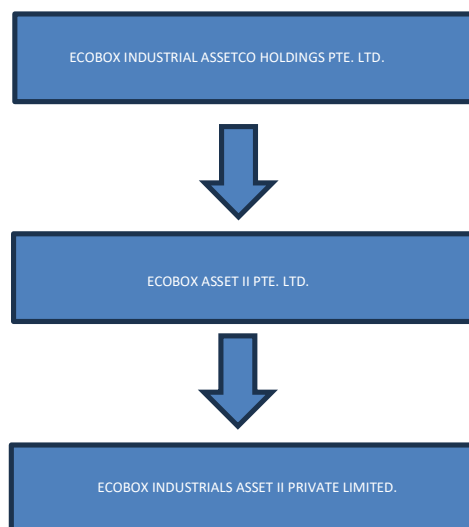 ECOBOX INDUSTRIAL ASSETCO HOLDINGS PTE. LTD.
ECOBOX ASSET II PTE. LTD.
ECOBOX INDUSTRIALS ASSET II PRIVATE LIMITED.